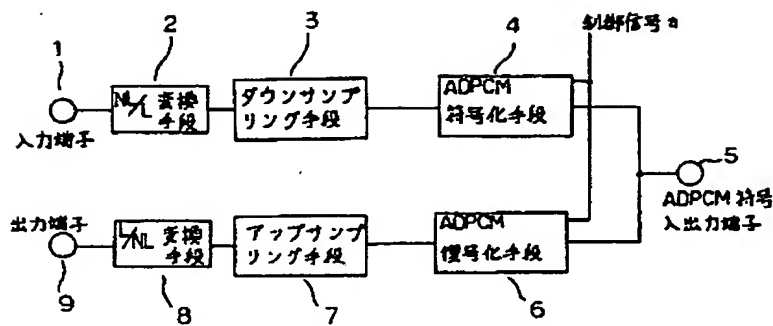 1
2
3
4
制御信号a
入力端子
NL/L 変換
手段
ダウンサンプ
リング手段
ADPCM
符号化手段
5
ADPCM 符号
入出力端子
出力端子
L/NL 変換
手段
アップサンプ
リング手段
ADPCM
復号化手段
9
8
7
6